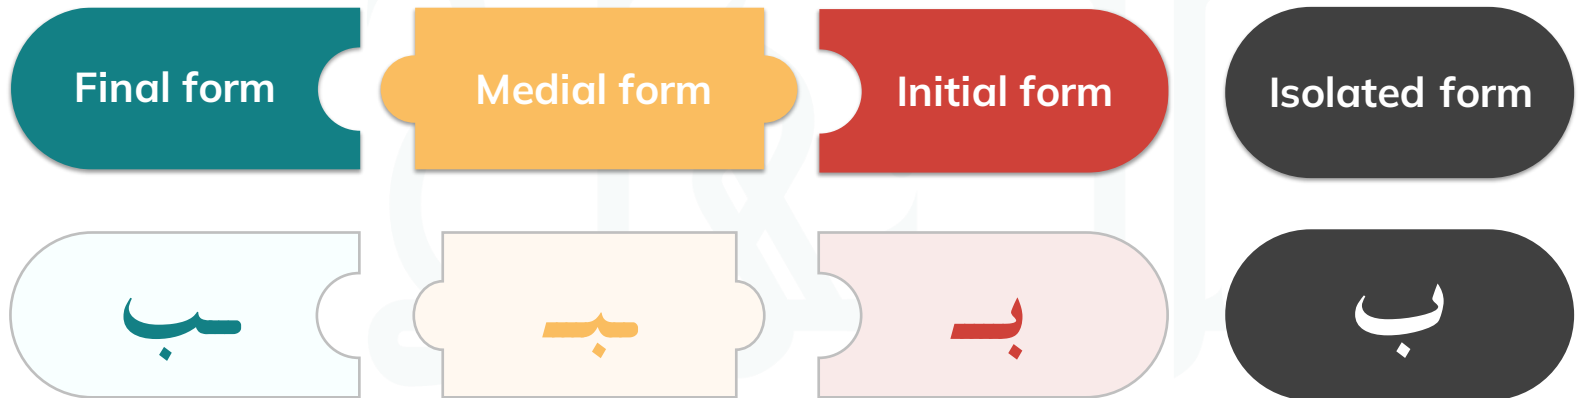 Final form Medial form Initial form Isolated form
ـب ـبـ بـ ب